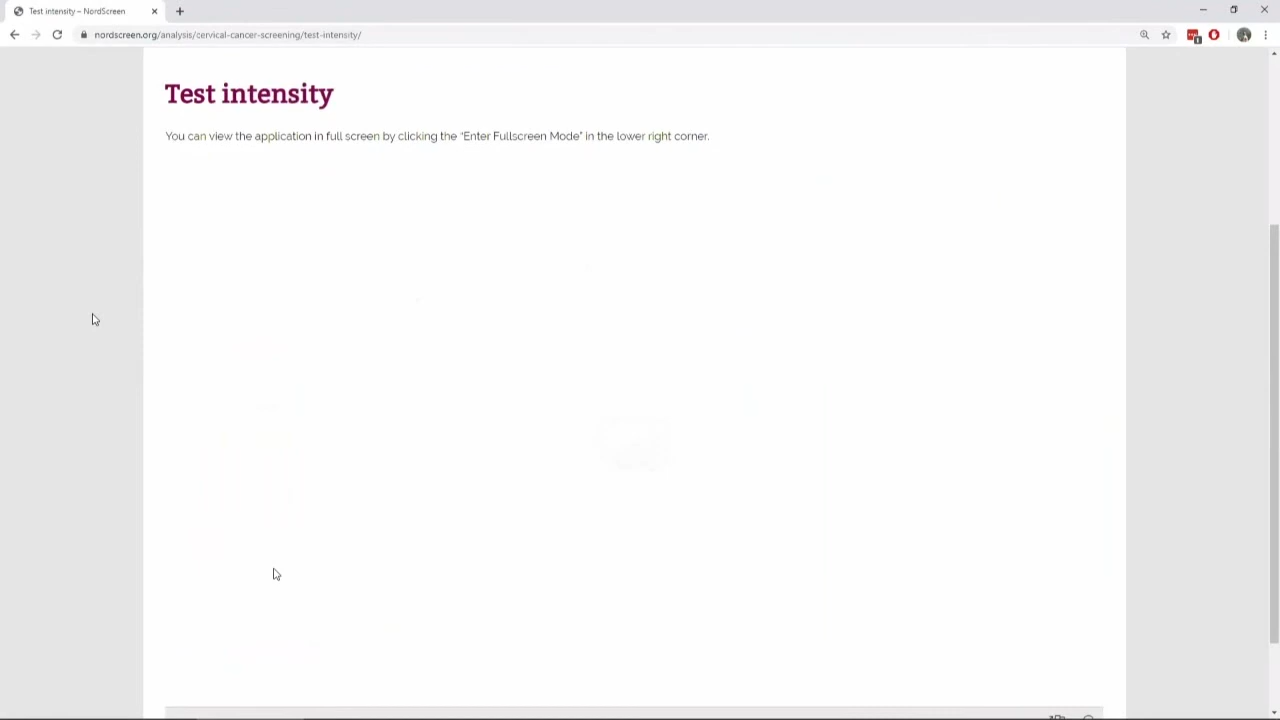 Test intensity – NordScreen
nordscreen.org/analysis/cervical-cancer-screening/test-intensity/
1
Test intensity
You can view the application in full screen by clicking the “Enter Fullscreen Mode” in the lower right corner.